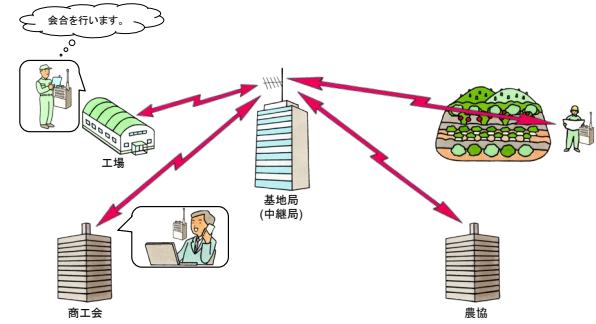 会合を行います。
工場
基地局
(中継局)
商工会
農協